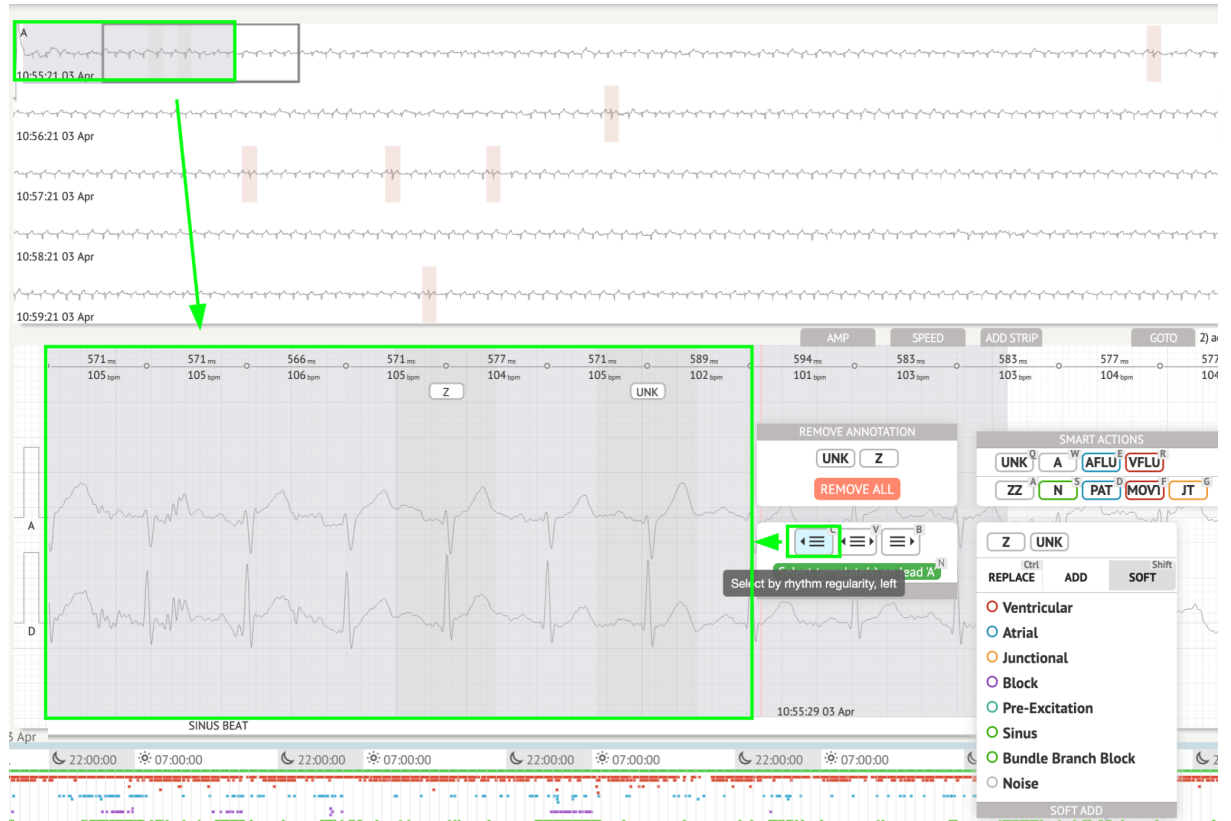 A
10:55:21 03 Apr
10:56:21 03 Apr
10:57:21 03 Apr
10:58:21 03 Apr
10:59:21 03 Apr
AMP SPEED ADD STRIP GOTO 2) a
571 ms 571 ms 566 ms 571 ms 577 ms 571 ms 589 ms 594 ms 583 ms 583 ms 577 ms 577
105 bpm 105 bpm 106 bpm 105 bpm 104 bpm 105 bpm 102 bpm 101 bpm 103 bpm 103 bpm 104 bpm 104
Z UNK
REMOVE ANNOTATION
UNK Z
REMOVE ALL
SMART ACTIONS
UNK Q A W AFLU E VFLU R
ZZ A N S PAT D MOVT F JT G
A
C V B
lead 'A' N
Select by rhythm regularity, left
Z UNK
Ctrl Shift
REPLACE ADD SOFT
Ventricular
Atrial
Junctional
Block
Pre-Excitation
Sinus
Bundle Branch Block
Noise
SOFT ADD
D
10:55:29 03 Apr
SINUS BEAT
3 Apr
22:00:00 07:00:00 22:00:00 07:00:00 22:00:00 07:00:00 22:00:00 07:00:00